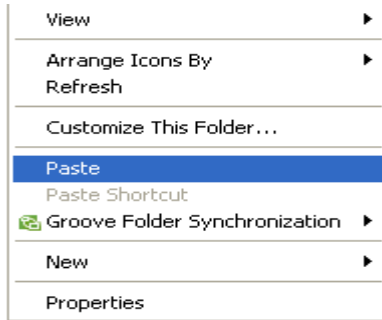 View
Arrange Icons By
Refresh
Customize This Folder...
Paste
Paste Shortcut
Groove Folder Synchronization
New
Properties